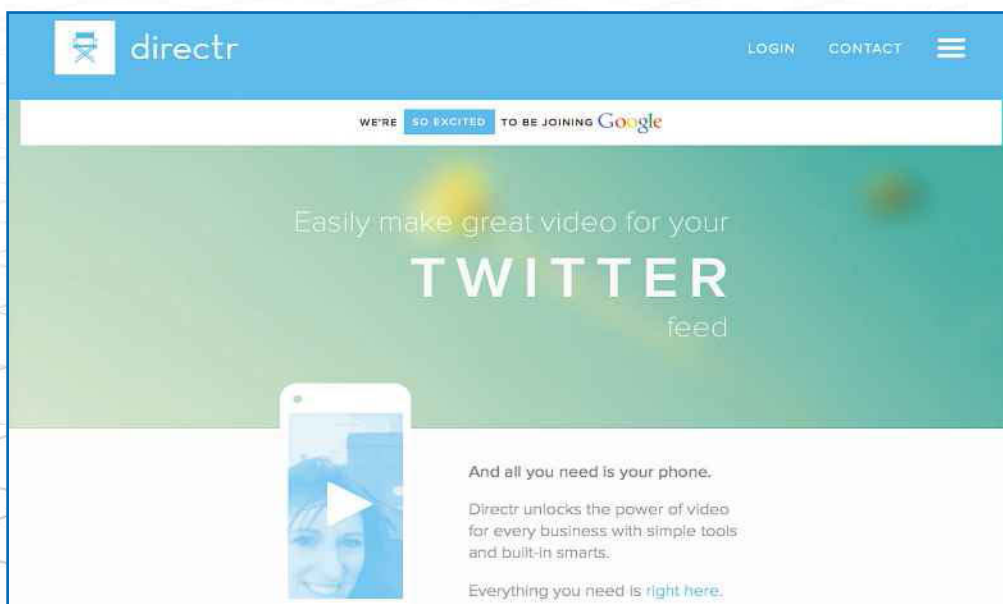 directr
LOGIN CONTACT
WE'RE SO EXCITED TO BE JOINING Google
Easily make great video for your
TWITTER
feed
And all you need is your phone.
Directr unlocks the power of video
for every business with simple tools
and built-in smarts.
Everything you need is right here.